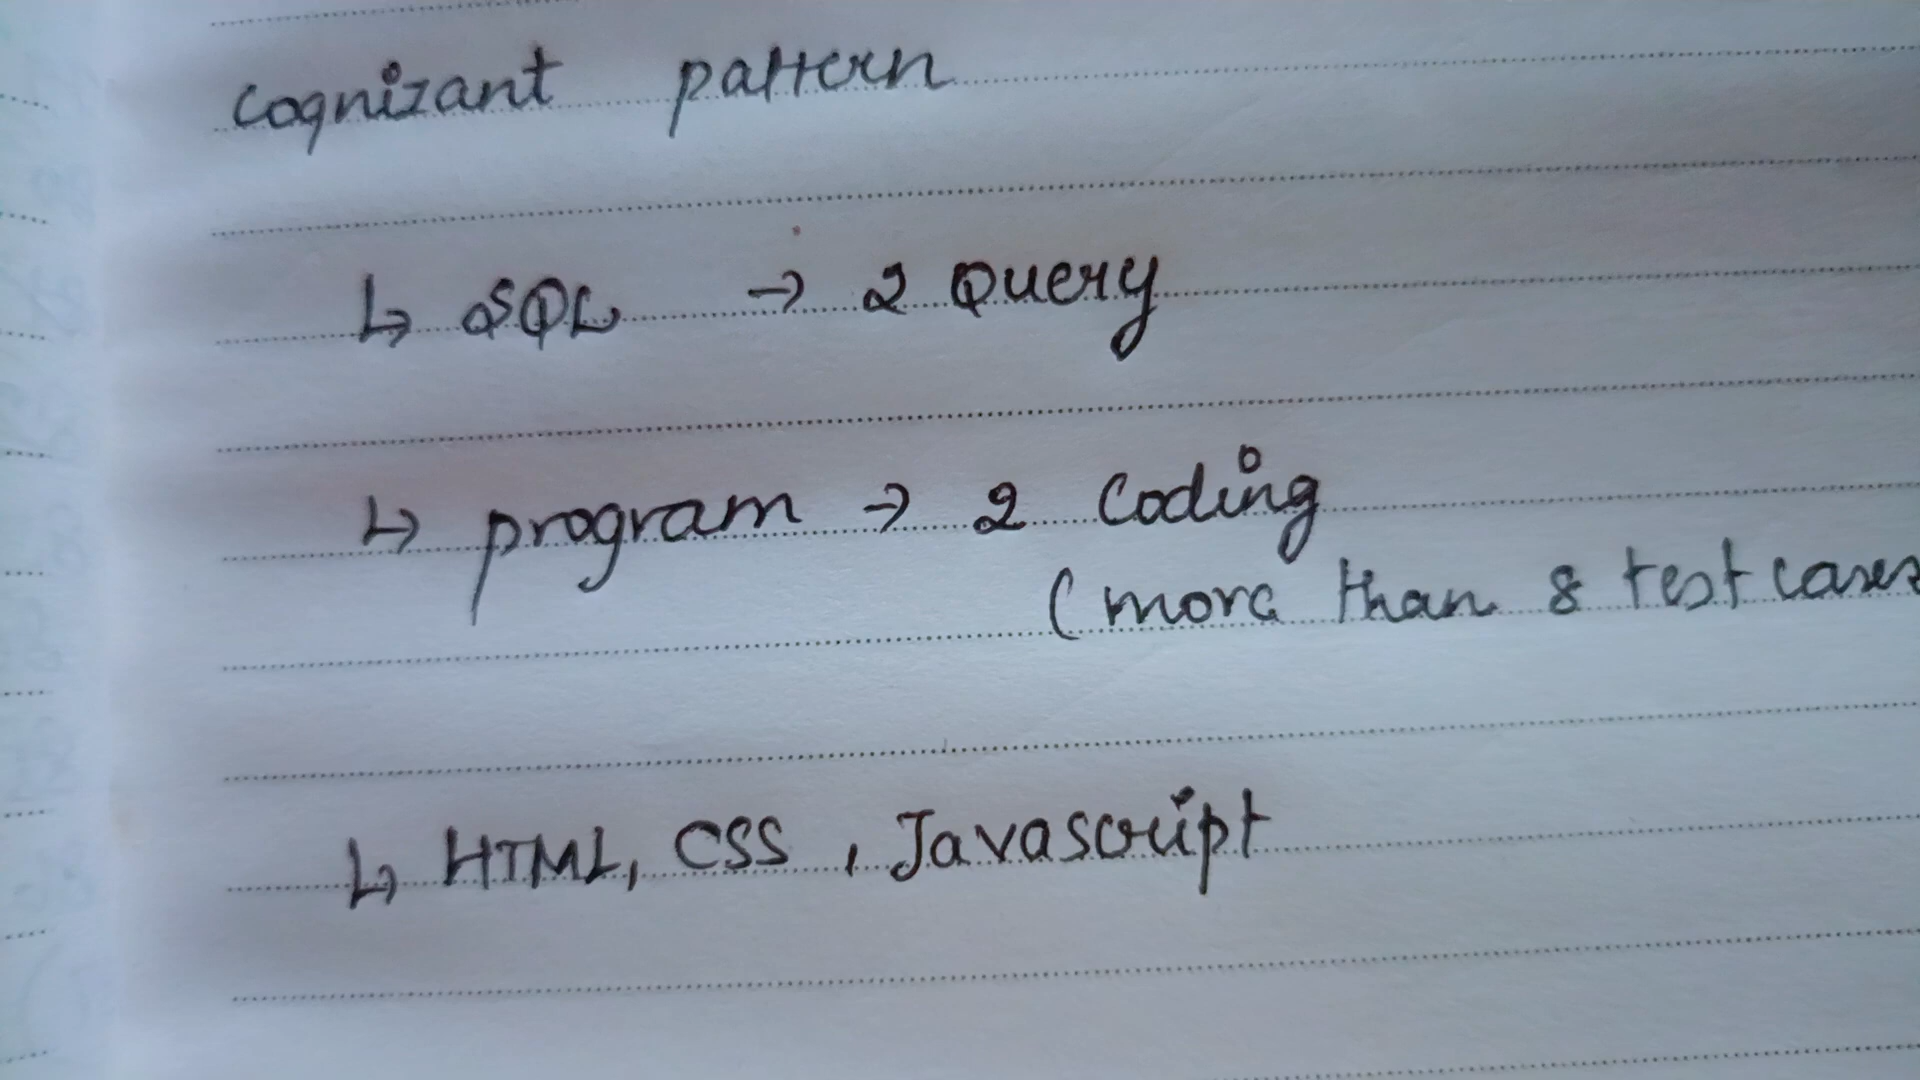 cognizant pattern
↳ SQL → 2 Query
↳ program → 2 coding
(more than 8 test cases
↳ HTML, CSS, Javascript